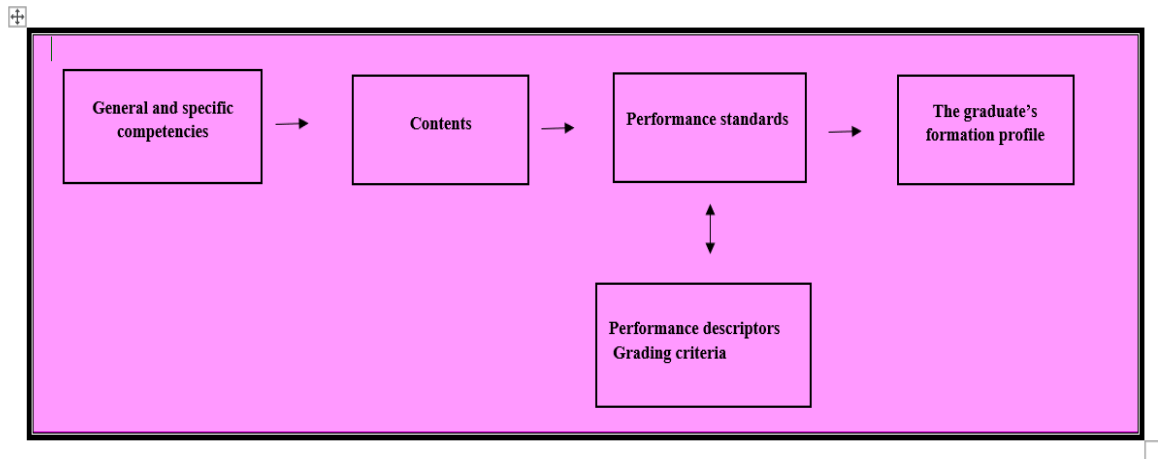 General and specific
competencies
Contents
Performance standards
The graduate’s
formation profile
Performance descriptors
Grading criteria